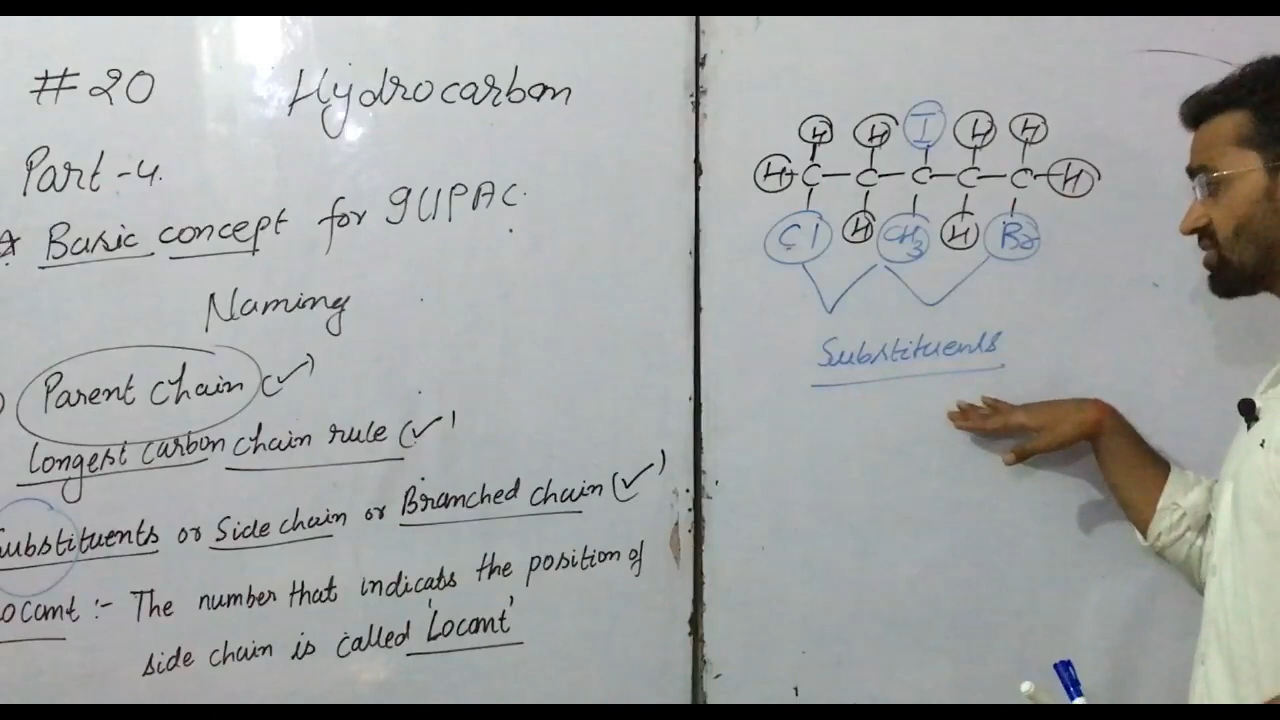 #20 Hydrocarbon
Part-4.
Basic concept for IUPAC.
Naming
Parent chain (✓)
Longest carbon chain rule (✓)
Substituents or Side chain or Branched chain (✓)
Locant :- The number that indicats the position of
side chain is called 'Locant'
H H I H H
H-C-C-C-C-C-H
Cl H CH3 H Br
Substituents